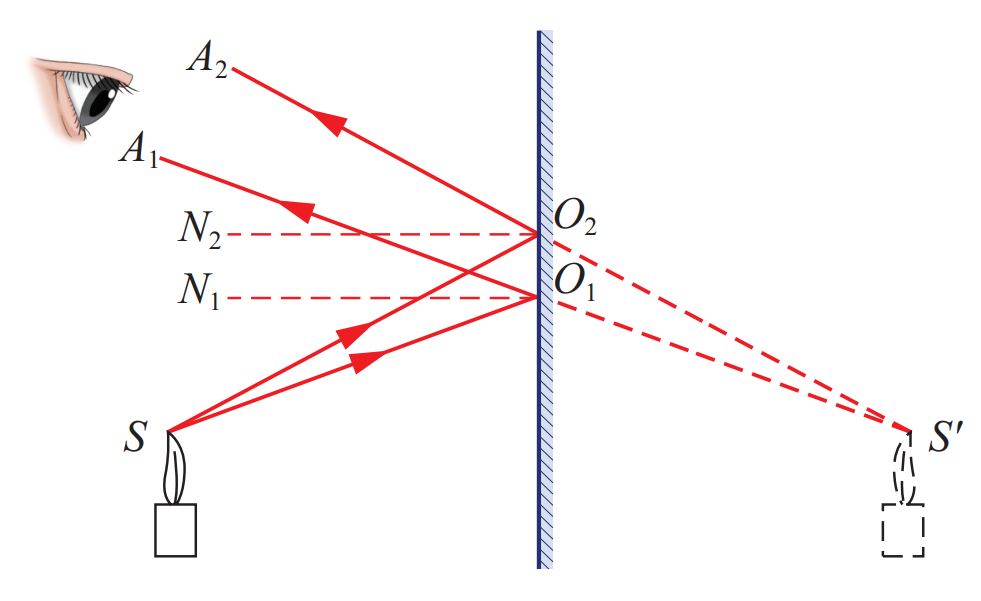 A₂
A₁
N₂
O₂
N₁
O₁
S
S′